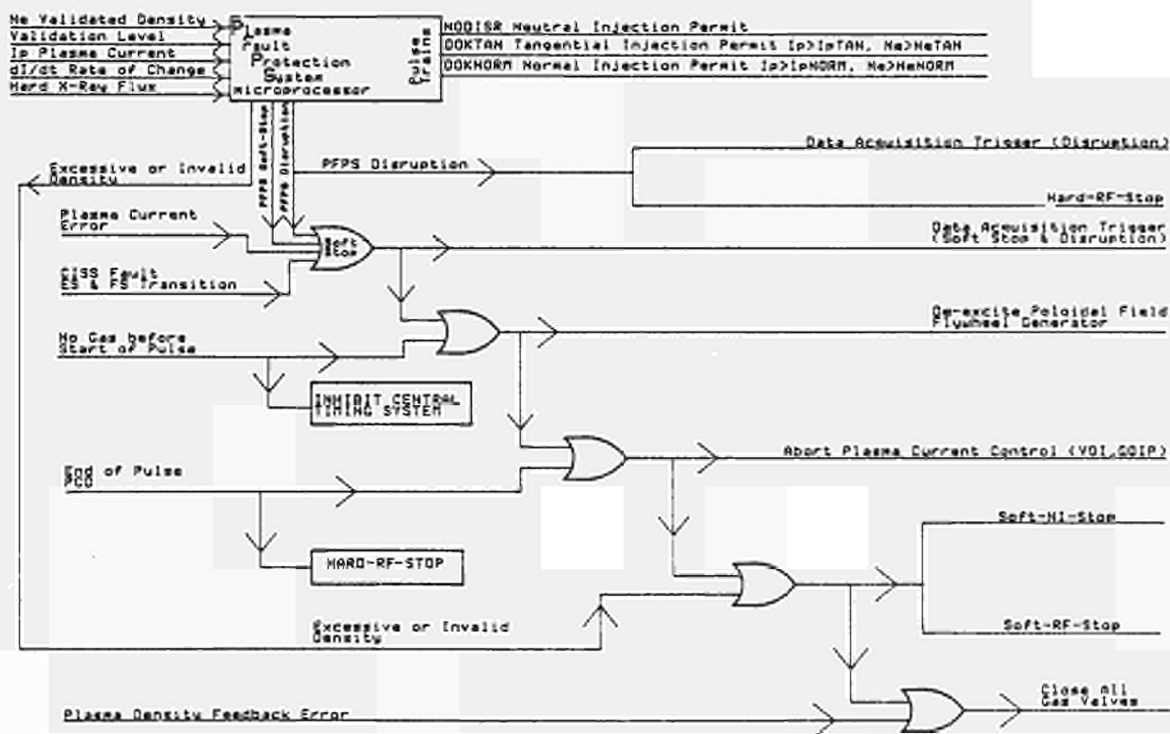 Ne Validated Density
Validation Level
Ip Plasma Current
dI/dt Rate of Change
Hard X-Ray Flux
Plasma
Fault
Protection
System
microprocessor
Pulse
Trains
NODISR Neutral Injection Permit
OOKTAN Tangential Injection Permit Ip>IpTAN, Ne>NeTAN
OOKNORM Normal Injection Permit Ip>IpNORM, Ne>NeNORM
PFPS Soft-Stop
PFPS Disruption
Excessive or Invalid
Density
PFPS Disruption
Data Acquisition Trigger (Disruption)
Hard-RF-Stop
Plasma Current
Error
Soft
Stop
Data Acquisition Trigger
(Soft Stop & Disruption)
CISS Fault
ES & FS Transition
De-excite Poloidal Field
Flywheel Generator
No Gas before
Start of Pulse
INHIBIT CENTRAL
TIMING SYSTEM
Abort Plasma Current Control (VOI,GOIP)
End of Pulse
PCO
HARD-RF-STOP
Soft-NI-Stop
Soft-RF-Stop
Excessive or Invalid
Density
Close All
Gas Valves
Plasma Density Feedback Error